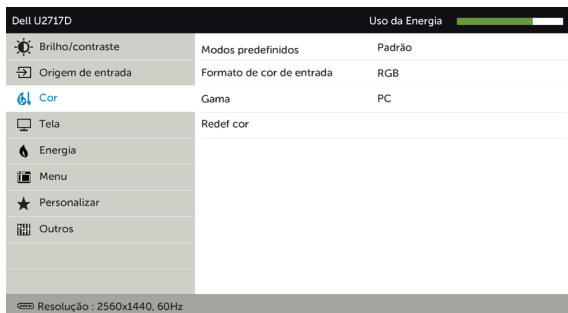 Dell U2717D Uso da Energia
Brilho/contraste Modos predefinidos Padrão
Origem de entrada Formato de cor de entrada RGB
Cor Gama PC
Tela Redef cor
Energia
Menu
Personalizar
Outros
Resolução : 2560x1440, 60Hz